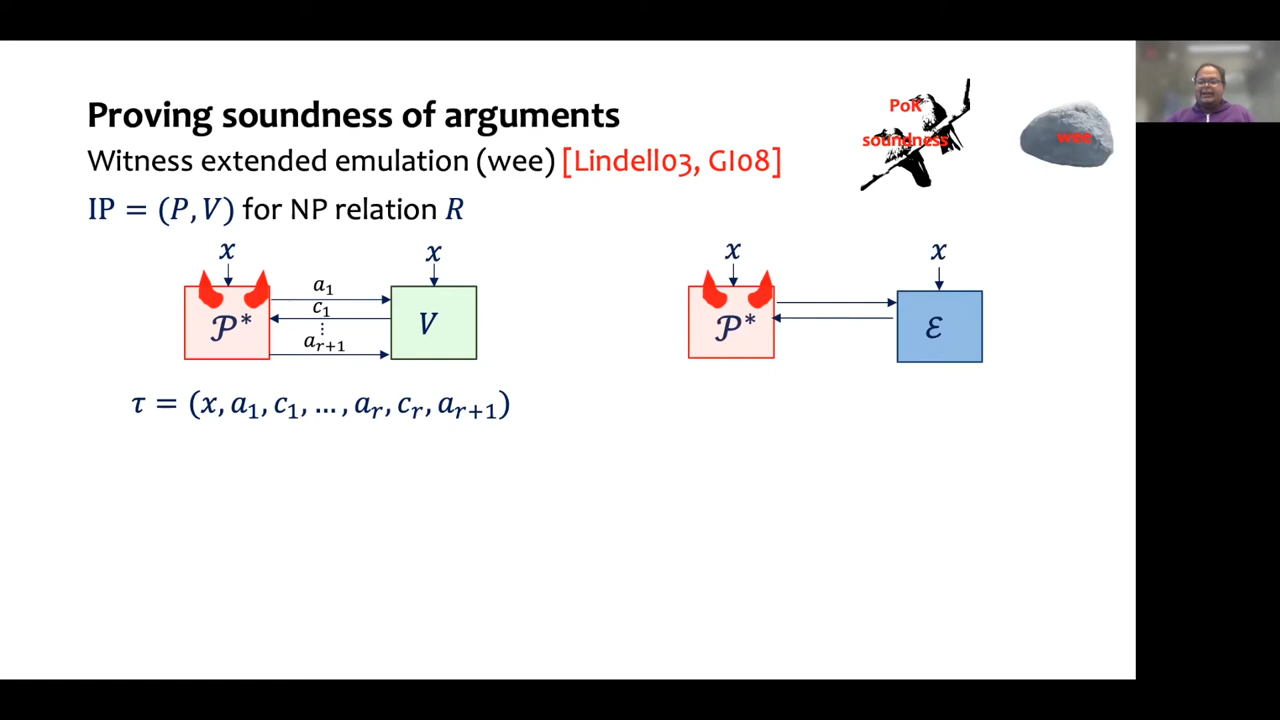 Proving soundness of arguments
PoK
soundness
wee
Witness extended emulation (wee) [Lindell03, GI08]
IP = (P, V) for NP relation R
x
x
x
x
𝒫*
a₁
c₁
⋮
aᵣ₊₁
V
𝒫*
ℰ
τ = (x, a₁, c₁, … , aᵣ, cᵣ, aᵣ₊₁)